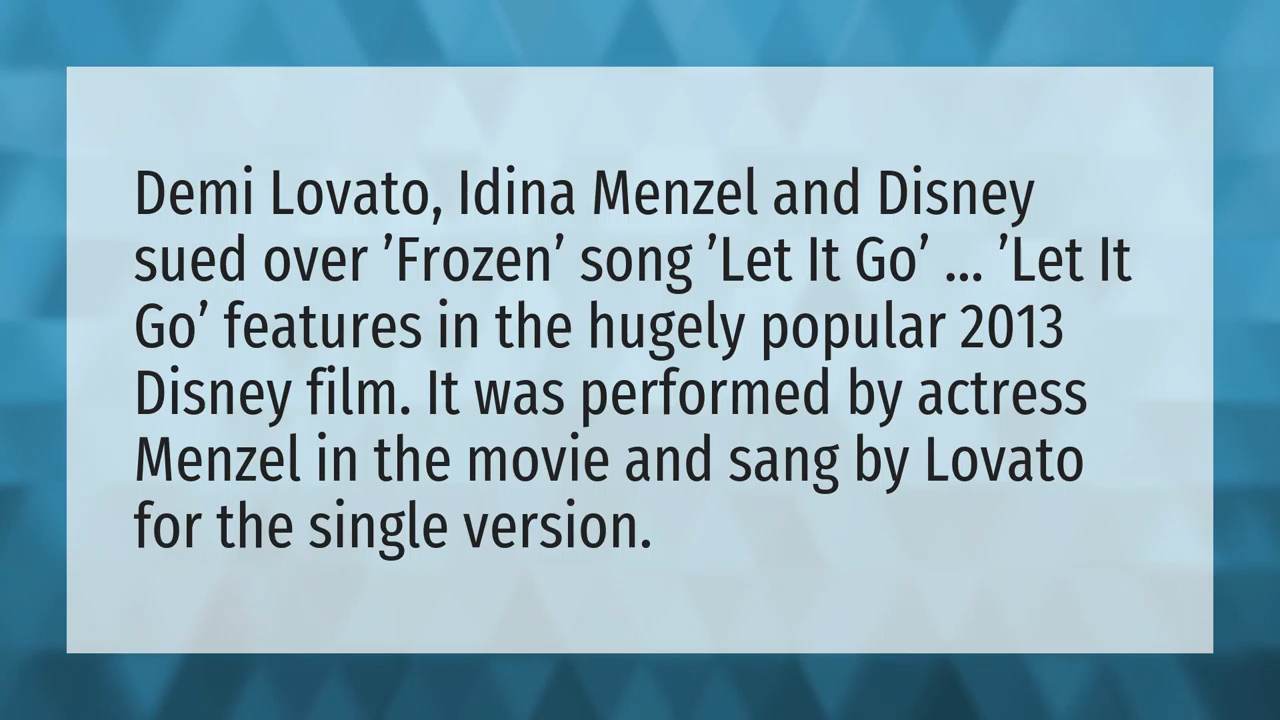 Demi Lovato, Idina Menzel and Disney
sued over ’Frozen’ song ’Let It Go’ ... ’Let It
Go’ features in the hugely popular 2013
Disney film. It was performed by actress
Menzel in the movie and sang by Lovato
for the single version.